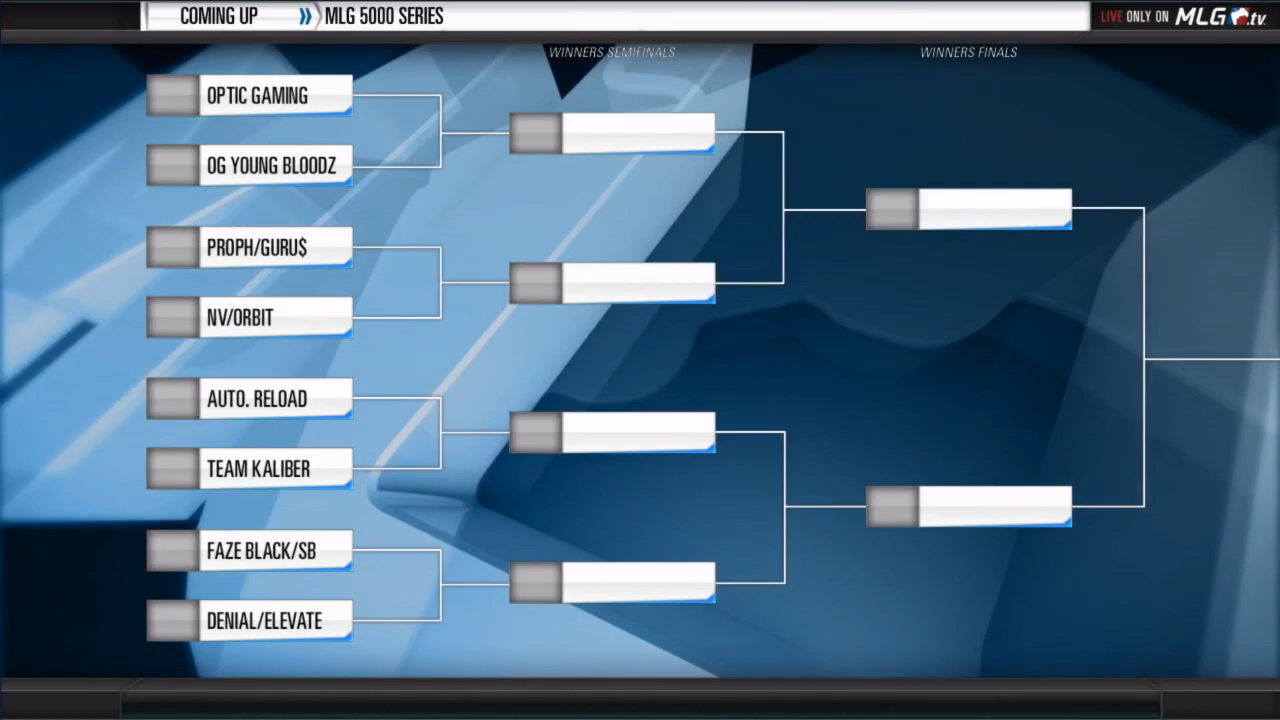 COMING UP » MLG 5000 SERIES
LIVE ONLY ON MLG.tv
WINNERS SEMIFINALS
WINNERS FINALS
OPTIC GAMING
OG YOUNG BLOODZ
PROPH/GURU$
NV/ORBIT
AUTO. RELOAD
TEAM KALIBER
FAZE BLACK/SB
DENIAL/ELEVATE